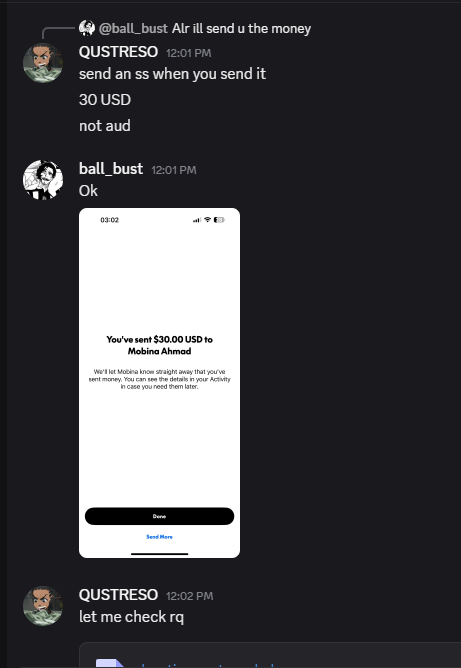 @ball_bust Alr ill send u the money
QUSTRESO 12:01 PM
send an ss when you send it
30 USD
not aud
ball_bust 12:01 PM
Ok
03:02
You've sent $30.00 USD to
Mobina Ahmad
We'll let Mobina know straight away that you've
sent money. You can see the details in your Activity
in case you need them later.
Done
Send More
QUSTRESO 12:02 PM
let me check rq